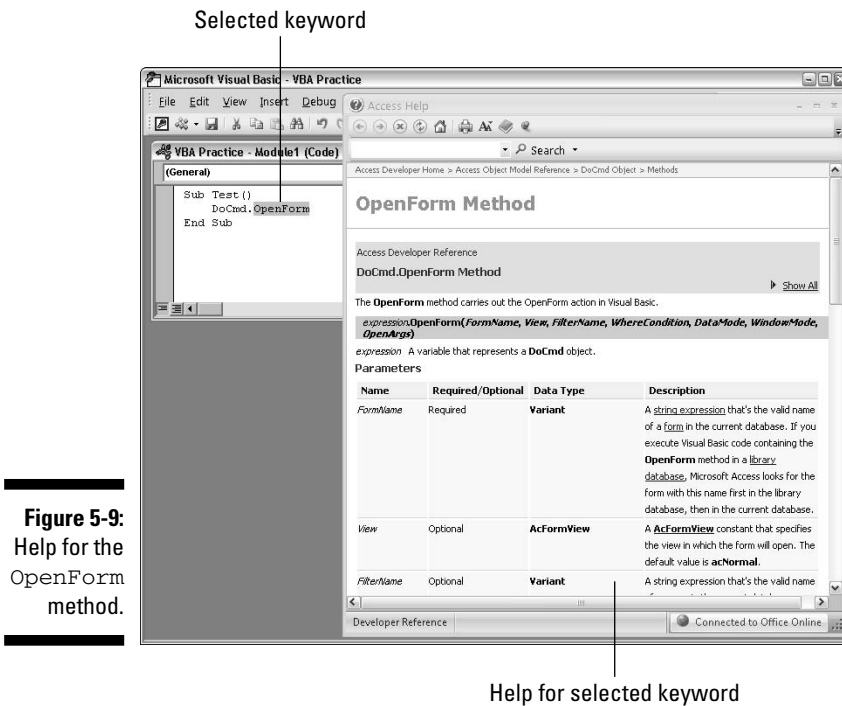 Selected keyword
Microsoft Visual Basic - VBA Practice
File Edit View Insert Debug
VBA Practice - Module1 (Code)
(General)
Sub Test()
DoCmd.OpenForm
End Sub
Access Help
Search
Access Developer Home > Access Object Model Reference > DoCmd Object > Methods
OpenForm Method
Access Developer Reference
DoCmd.OpenForm Method
Show All
The OpenForm method carries out the OpenForm action in Visual Basic.
expression.OpenForm(FormName, View, FilterName, WhereCondition, DataMode, WindowMode,
OpenArgs)
expression A variable that represents a DoCmd object.
Parameters
Name Required/Optional Data Type Description
FormName Required Variant A string expression that's the valid name
of a form in the current database. If you
execute Visual Basic code containing the
OpenForm method in a library
database, Microsoft Access looks for the
form with this name first in the library
database, then in the current database.
View Optional AcFormView A AcFormView constant that specifies
the view in which the form will open. The
default value is acNormal.
FilterName Optional Variant A string expression that's the valid name
Developer Reference
Connected to Office Online
Figure 5-9:
Help for the
OpenForm
method.
Help for selected keyword